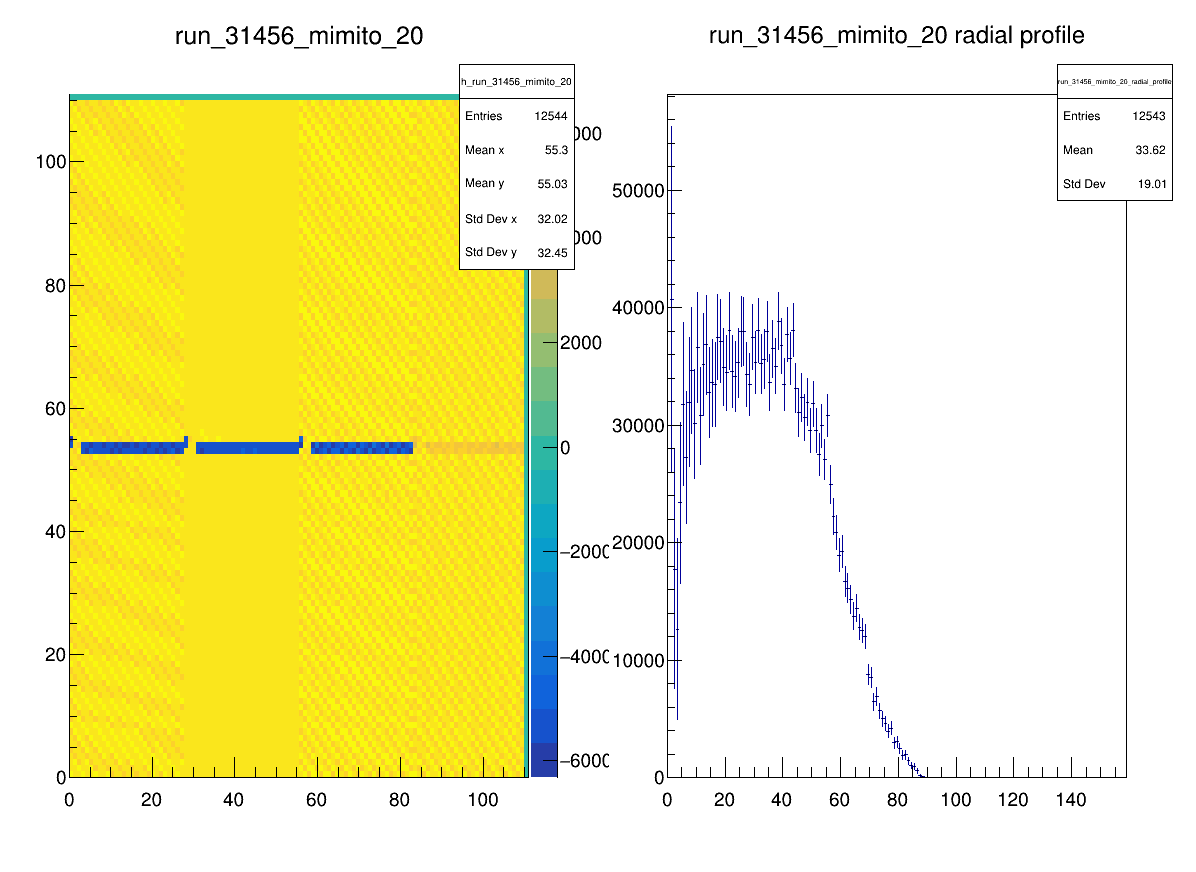 run_31456_mimito_20
h_run_31456_mimito_20
Entries 12544
Mean x 55.3
Mean y 55.03
Std Dev x 32.02
Std Dev y 32.45
100
80
60
40
20
0
0 20 40 60 80 100
000
000
2000
0
−2000
−4000
−6000
run_31456_mimito_20 radial profile
run_31456_mimito_20_radial_profile
Entries 12543
Mean 33.62
Std Dev 19.01
50000
40000
30000
20000
10000
0
0 20 40 60 80 100 120 140